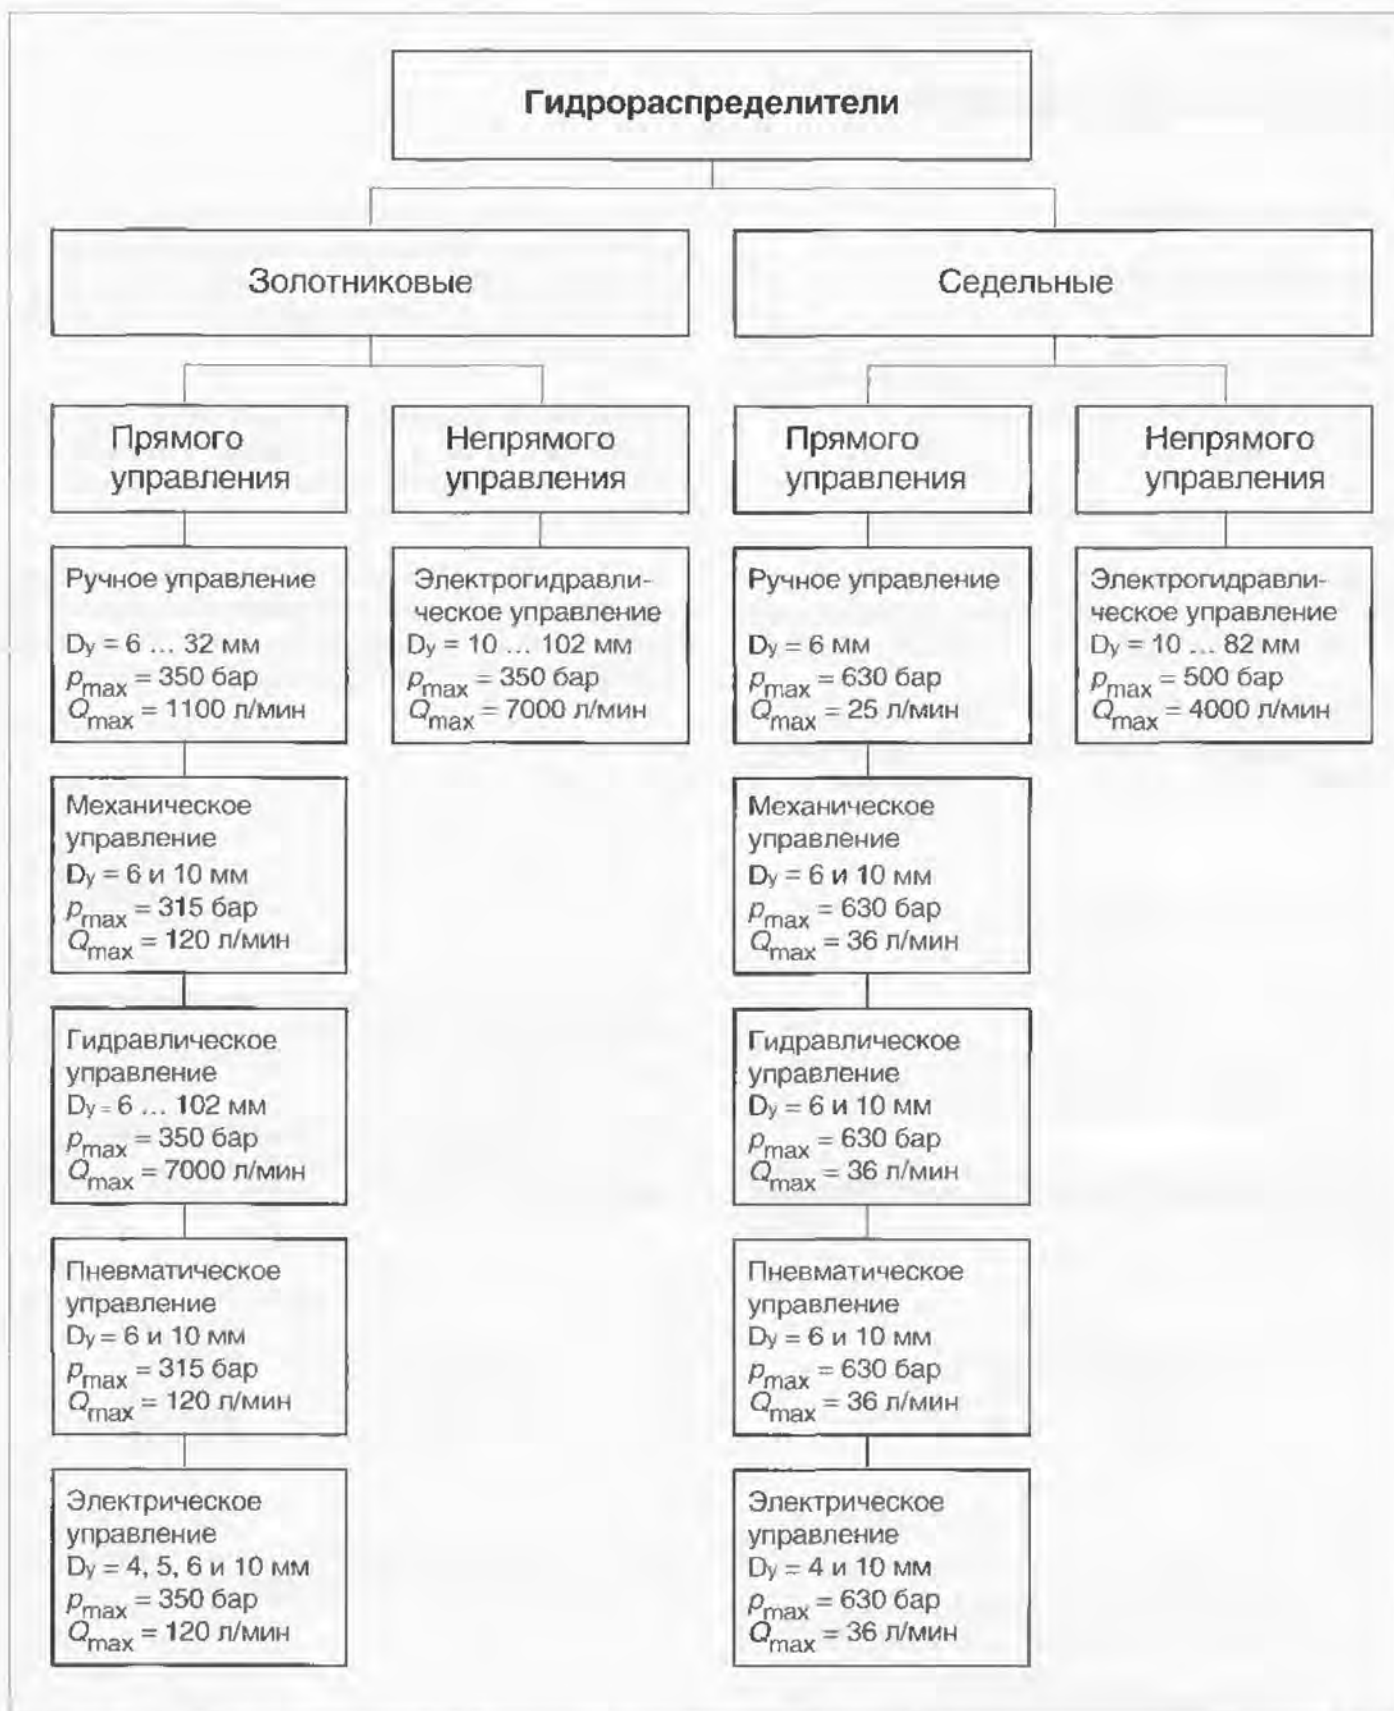 Гидрораспределители
Золотниковые
Седельные
Прямого
управления
Непрямого
управления
Прямого
управления
Непрямого
управления
Ручное управление
Dу = 6 ... 32 мм
pmax = 350 бар
Qmax = 1100 л/мин
Электрогидравли-
ческое управление
Dу = 10 ... 102 мм
pmax = 350 бар
Qmax = 7000 л/мин
Ручное управление
Dу = 6 мм
pmax = 630 бар
Qmax = 25 л/мин
Электрогидравли-
ческое управление
Dу = 10 ... 82 мм
pmax = 500 бар
Qmax = 4000 л/мин
Механическое
управление
Dу = 6 и 10 мм
pmax = 315 бар
Qmax = 120 л/мин
Механическое
управление
Dу = 6 и 10 мм
pmax = 630 бар
Qmax = 36 л/мин
Гидравлическое
управление
Dу = 6 ... 102 мм
pmax = 350 бар
Qmax = 7000 л/мин
Гидравлическое
управление
Dу = 6 и 10 мм
pmax = 630 бар
Qmax = 36 л/мин
Пневматическое
управление
Dу = 6 и 10 мм
pmax = 315 бар
Qmax = 120 л/мин
Пневматическое
управление
Dу = 6 и 10 мм
pmax = 630 бар
Qmax = 36 л/мин
Электрическое
управление
Dу = 4, 5, 6 и 10 мм
pmax = 350 бар
Qmax = 120 л/мин
Электрическое
управление
Dу = 4 и 10 мм
pmax = 630 бар
Qmax = 36 л/мин